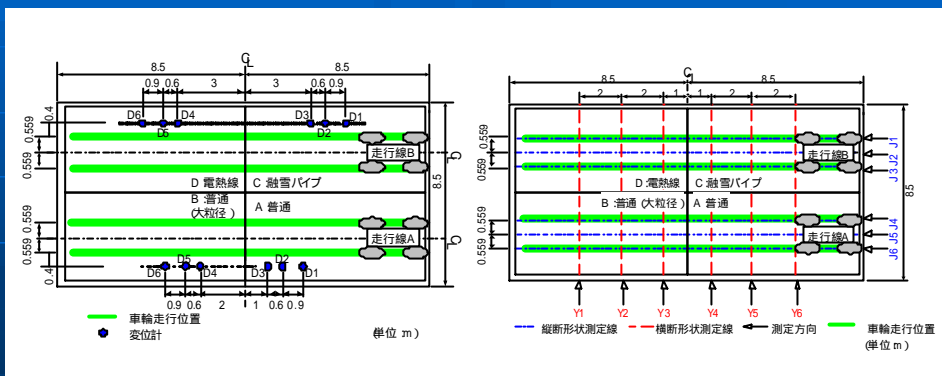 CL
8.5 8.5
0.9 0.6 3 3 0.6 0.9
D6 D5 D4 D3 D2 D1
0.4
0.559
0.559
走行線B
CL
D 電熱線 C 融雪パイプ
8.5
B 普通
(大粒径)
A 普通
0.559
0.559
走行線A
CL
0.4
D6 D5 D4 D3 D2 D1
0.9 0.6 2 1 0.6 0.9
車輪走行位置
変位計
(単位 m)
CL
8.5 8.5
2 2 1 1 2 2
0.559
0.559
走行線B
J1
J2
J3
D 電熱線 C 融雪パイプ
8.5
B 普通 (大粒径) A 普通
0.559
0.559
走行線A
J4
J5
J6
Y1 Y2 Y3 Y4 Y5 Y6
縦断形状測定線 横断形状測定線 測定方向 車輪走行位置
(単位 m)